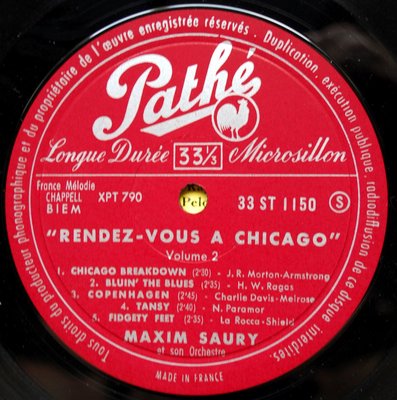 Tous droits du producteur phonographique et du propriétaire de l'œuvre enregistrée réservés. Duplication, exécution publique, radiodiffusion de ce disque interdites.
Pathé
Longue Durée 33 1/3 Microsillon
France Mélodie
CHAPPELL XPT 790
BIEM
33 ST 1150 S
"RENDEZ-VOUS A CHICAGO"
Volume 2
1. CHICAGO BREAKDOWN (2'30) - J.R. Morton-Armstrong
2. BLUIN' THE BLUES (2'35) - H.W. Ragas
3. COPENHAGEN (2'45) - Charlie Davis-Melrose
4. TANSY (2'40) - N. Paramor
5. FIDGETY FEET (2'35) - La Rocca-Shield
MAXIM SAURY
et son Orchestre
MADE IN FRANCE